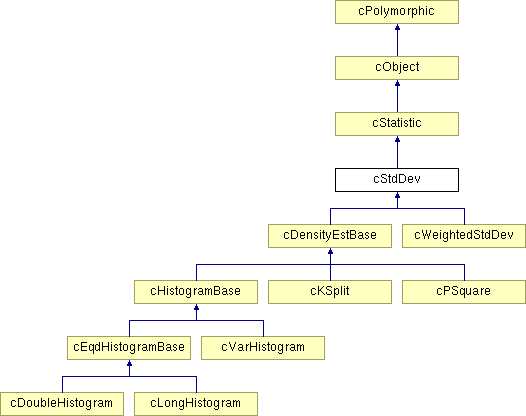 cPolymorphic
cObject
cStatistic
cStdDev
cDensityEstBase
cWeightedStdDev
cHistogramBase
cKSplit
cPSquare
cEqdHistogramBase
cVarHistogram
cDoubleHistogram
cLongHistogram